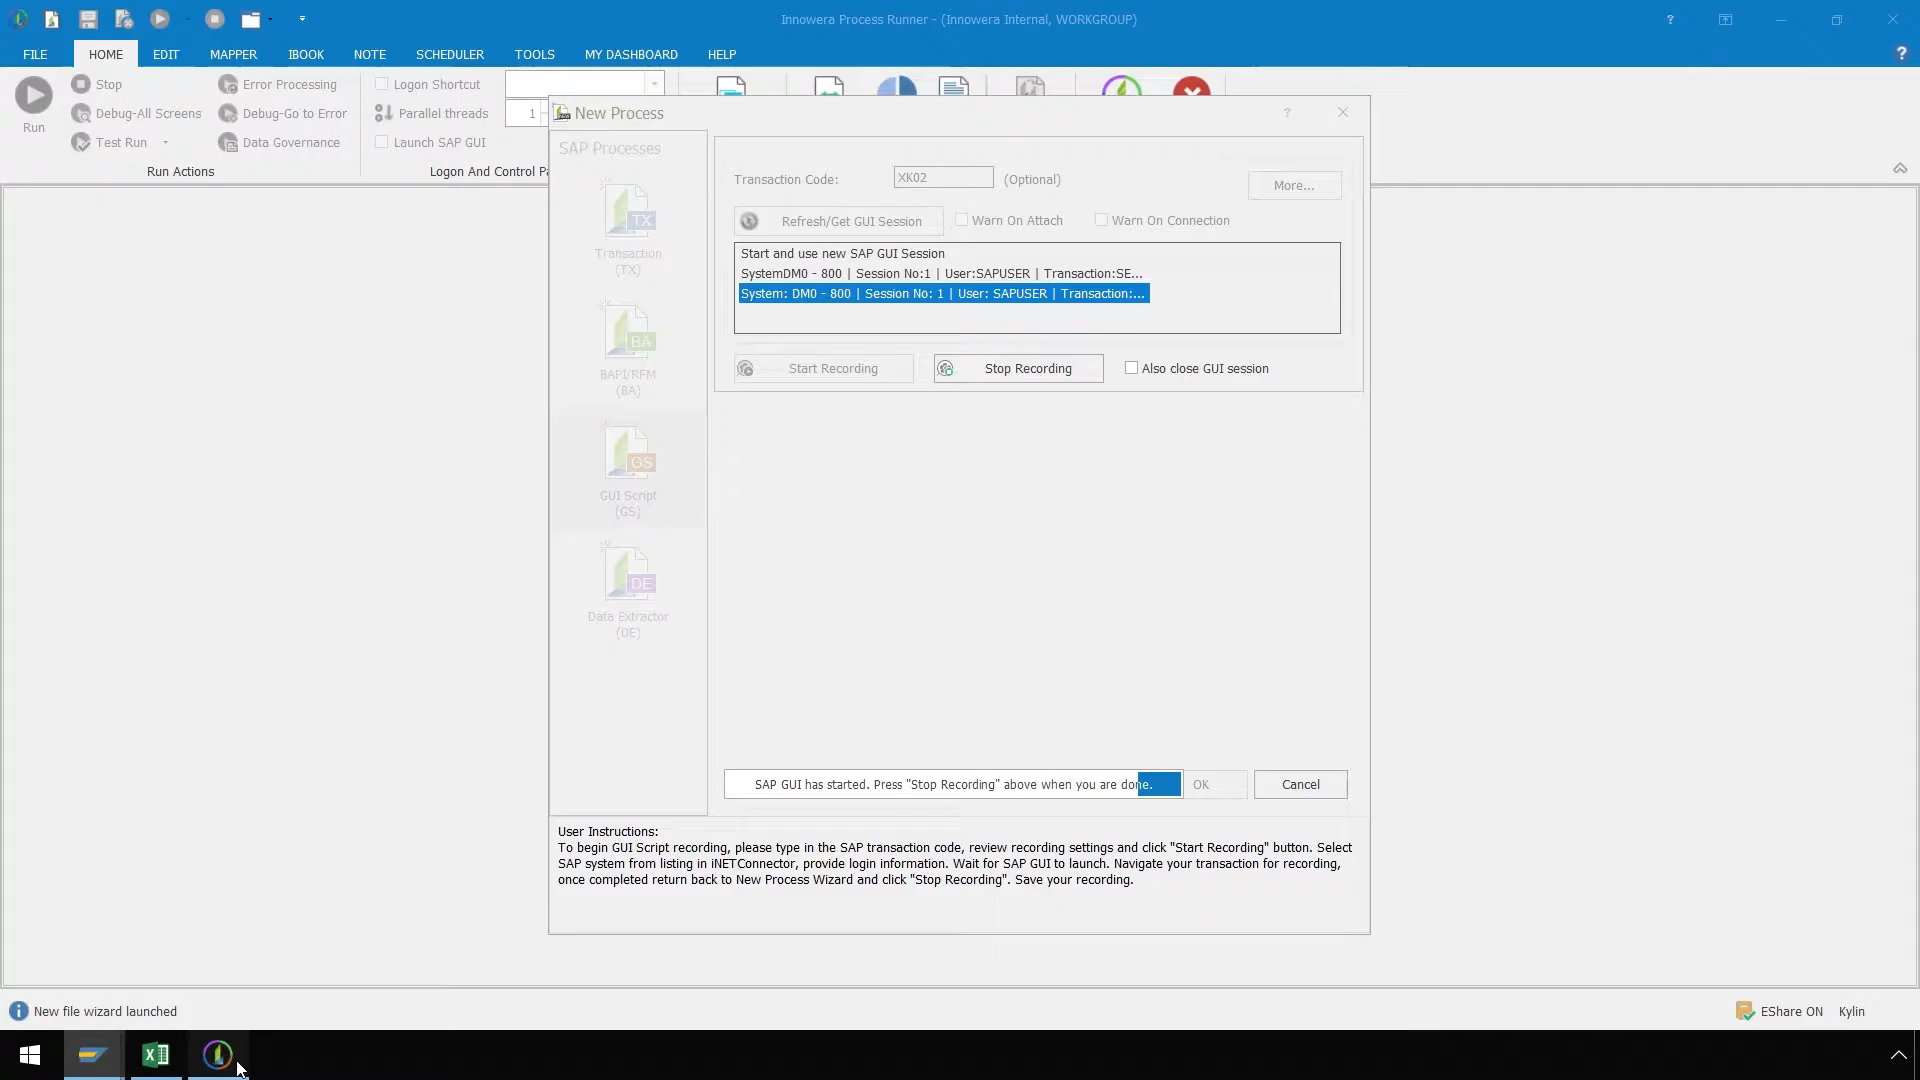 Innowera Process Runner - (Innowera Internal, WORKGROUP)
?
FILE HOME EDIT MAPPER IBOOK NOTE SCHEDULER TOOLS MY DASHBOARD HELP
?
Run
Stop
Debug-All Screens
Test Run
Error Processing
Debug-Go to Error
Data Governance
Run Actions
Logon Shortcut
Parallel threads 1
Launch SAP GUI
Logon And Control Pa
New Process
?
SAP Processes
TX
Transaction
(TX)
BA
BAPI/RFM
(BA)
GS
GUI Script
(GS)
DE
Data Extractor
(DE)
Transaction Code: XK02 (Optional)
More...
Refresh/Get GUI Session Warn On Attach Warn On Connection
Start and use new SAP GUI Session
SystemDM0 - 800 | Session No:1 | User:SAPUSER | Transaction:SE...
System: DM0 - 800 | Session No: 1 | User: SAPUSER | Transaction:...
Start Recording Stop Recording Also close GUI session
SAP GUI has started. Press "Stop Recording" above when you are done.
OK Cancel
User Instructions:
To begin GUI Script recording, please type in the SAP transaction code, review recording settings and click "Start Recording" button. Select
SAP system from listing in iNETConnector, provide login information. Wait for SAP GUI to launch. Navigate your transaction for recording,
once completed return back to New Process Wizard and click "Stop Recording". Save your recording.
New file wizard launched
EShare ON Kylin